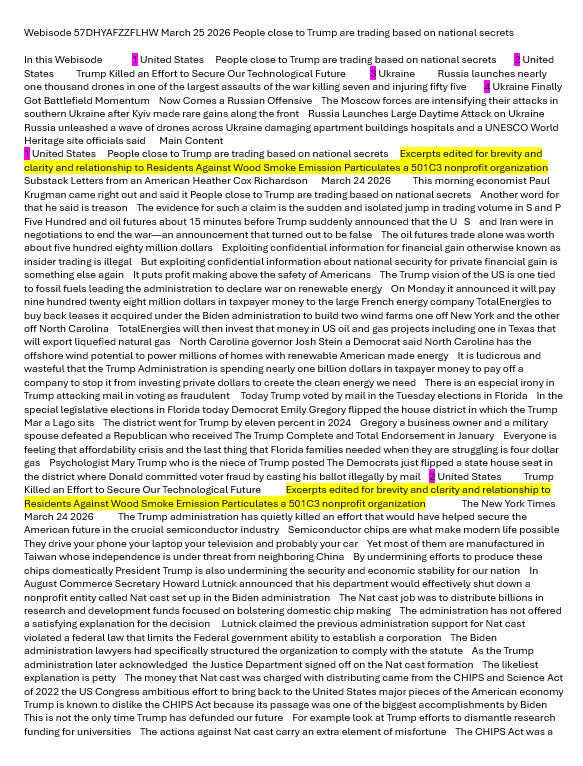 Webisode 57DHYAFZZFLHW March 25 2026 People close to Trump are trading based on national secrets
In this Webisode 1 United States People close to Trump are trading based on national secrets 2 United
States Trump Killed an Effort to Secure Our Technological Future 3 Ukraine Russia launches nearly
one thousand drones in one of the largest assaults of the war killing seven and injuring fifty five 4 Ukraine Finally
Got Battlefield Momentum Now Comes a Russian Offensive The Moscow forces are intensifying their attacks in
southern Ukraine after Kyiv made rare gains along the front Russia Launches Large Daytime Attack on Ukraine
Russia unleashed a wave of drones across Ukraine damaging apartment buildings hospitals and a UNESCO World
Heritage site officials said Main Content
1 United States People close to Trump are trading based on national secrets Excerpts edited for brevity and
clarity and relationship to Residents Against Wood Smoke Emission Particulates a 501C3 nonprofit organization
Substack Letters from an American Heather Cox Richardson March 24 2026 This morning economist Paul
Krugman came right out and said it People close to Trump are trading based on national secrets Another word for
that he said is treason The evidence for such a claim is the sudden and isolated jump in trading volume in S and P
Five Hundred and oil futures about 15 minutes before Trump suddenly announced that the U S and Iran were in
negotiations to end the war—an announcement that turned out to be false The oil futures trade alone was worth
about five hundred eighty million dollars Exploiting confidential information for financial gain otherwise known as
insider trading is illegal But exploiting confidential information about national security for private financial gain is
something else again It puts profit making above the safety of Americans The Trump vision of the US is one tied
to fossil fuels leading the administration to declare war on renewable energy On Monday it announced it will pay
nine hundred twenty eight million dollars in taxpayer money to the large French energy company TotalEnergies to
buy back leases it acquired under the Biden administration to build two wind farms one off New York and the other
off North Carolina TotalEnergies will then invest that money in US oil and gas projects including one in Texas that
will export liquefied natural gas North Carolina governor Josh Stein a Democrat said North Carolina has the
offshore wind potential to power millions of homes with renewable American made energy It is ludicrous and
wasteful that the Trump Administration is spending nearly one billion dollars in taxpayer money to pay off a
company to stop it from investing private dollars to create the clean energy we need There is an especial irony in
Trump attacking mail in voting as fraudulent Today Trump voted by mail in the Tuesday elections in Florida In the
special legislative elections in Florida today Democrat Emily Gregory flipped the house district in which the Trump
Mar a Lago sits The district went for Trump by eleven percent in 2024 Gregory a business owner and a military
spouse defeated a Republican who received The Trump Complete and Total Endorsement in January Everyone is
feeling that affordability crisis and the last thing that Florida families needed when they are struggling is four dollar
gas Psychologist Mary Trump who is the niece of Trump posted The Democrats just flipped a state house seat in
the district where Donald committed voter fraud by casting his ballot illegally by mail 2 United States Trump
Killed an Effort to Secure Our Technological Future Excerpts edited for brevity and clarity and relationship to
Residents Against Wood Smoke Emission Particulates a 501C3 nonprofit organization The New York Times
March 24 2026 The Trump administration has quietly killed an effort that would have helped secure the
American future in the crucial semiconductor industry Semiconductor chips are what make modern life possible
They drive your phone your laptop your television and probably your car Yet most of them are manufactured in
Taiwan whose independence is under threat from neighboring China By undermining efforts to produce these
chips domestically President Trump is also undermining the security and economic stability for our nation In
August Commerce Secretary Howard Lutnick announced that his department would effectively shut down a
nonprofit entity called Nat cast set up in the Biden administration The Nat cast job was to distribute billions in
research and development funds focused on bolstering domestic chip making The administration has not offered
a satisfying explanation for the decision Lutnick claimed the previous administration support for Nat cast
violated a federal law that limits the Federal government ability to establish a corporation The Biden
administration lawyers had specifically structured the organization to comply with the statute As the Trump
administration later acknowledged the Justice Department signed off on the Nat cast formation The likeliest
explanation is petty The money that Nat cast was charged with distributing came from the CHIPS and Science Act
of 2022 the US Congress ambitious effort to bring back to the United States major pieces of the American economy
Trump is known to dislike the CHIPS Act because its passage was one of the biggest accomplishments by Biden
This is not the only time Trump has defunded our future For example look at Trump efforts to dismantle research
funding for universities The actions against Nat cast carry an extra element of misfortune The CHIPS Act was a